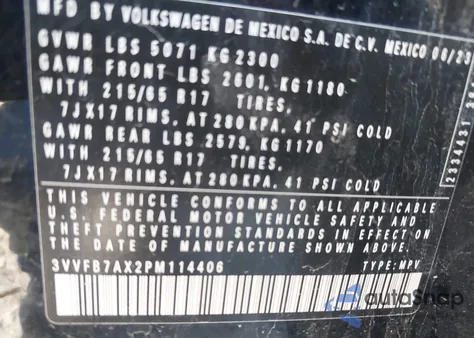 MFD BY VOLKSWAGEN DE MEXICO S.A. DE C.V. MEXICO 08/23
GVWR LBS 5071 KG 2300
GAWR FRONT LBS 2601, KG 1180
WITH 215/65 R17 TIRES,
7JX17 RIMS, AT 280 KPA, 41 PSI COLD
GAWR REAR LBS 2579, KG 1170
WITH 215/65 R17 TIRES,
7JX17 RIMS, AT 280 KPA, 41 PSI COLD
THIS VEHICLE CONFORMS TO ALL APPLICABLE
U.S. FEDERAL MOTOR VEHICLE SAFETY AND
THEFT PREVENTION STANDARDS IN EFFECT ON
THE DATE OF MANUFACTURE SHOWN ABOVE.
3VVFB7AX2PM114406 TYPE: MPV
2334431
autoSnap